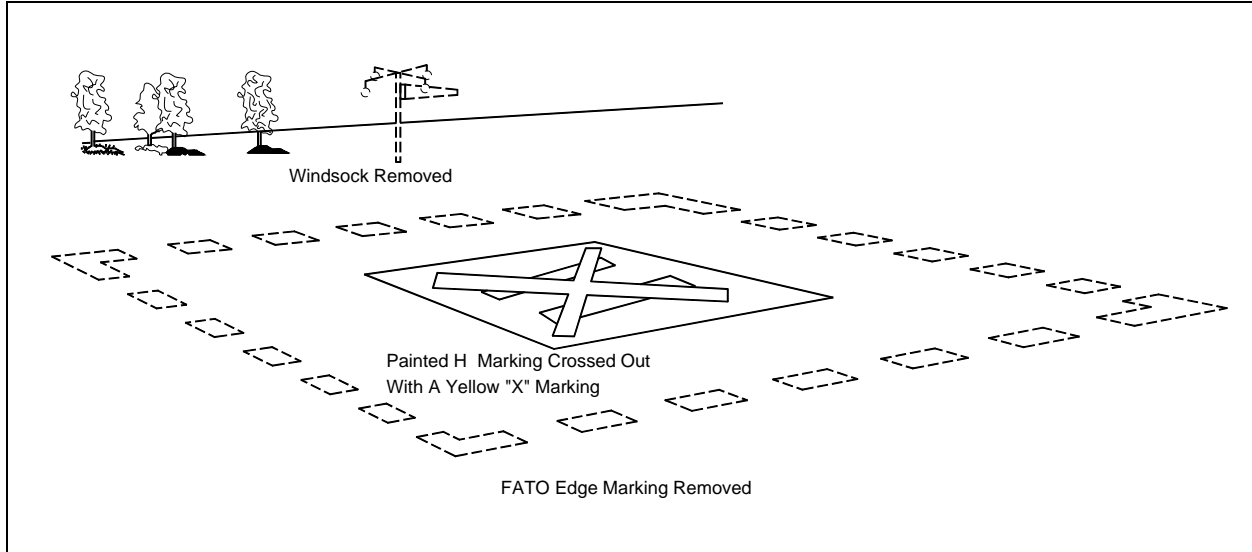 Windsock Removed
Painted H Marking Crossed Out
With A Yellow "X" Marking
FATO Edge Marking Removed